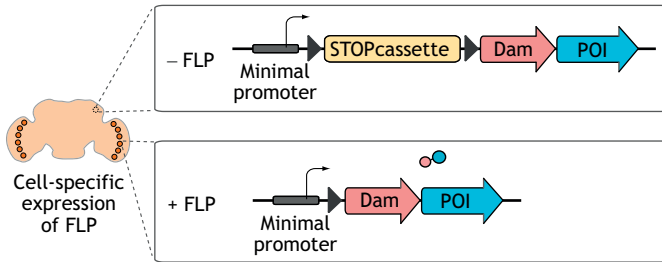 – FLP
STOPcassette
Dam
POI
Minimal
promoter
Cell-specific
expression
of FLP
+ FLP
Dam
POI
Minimal
promoter